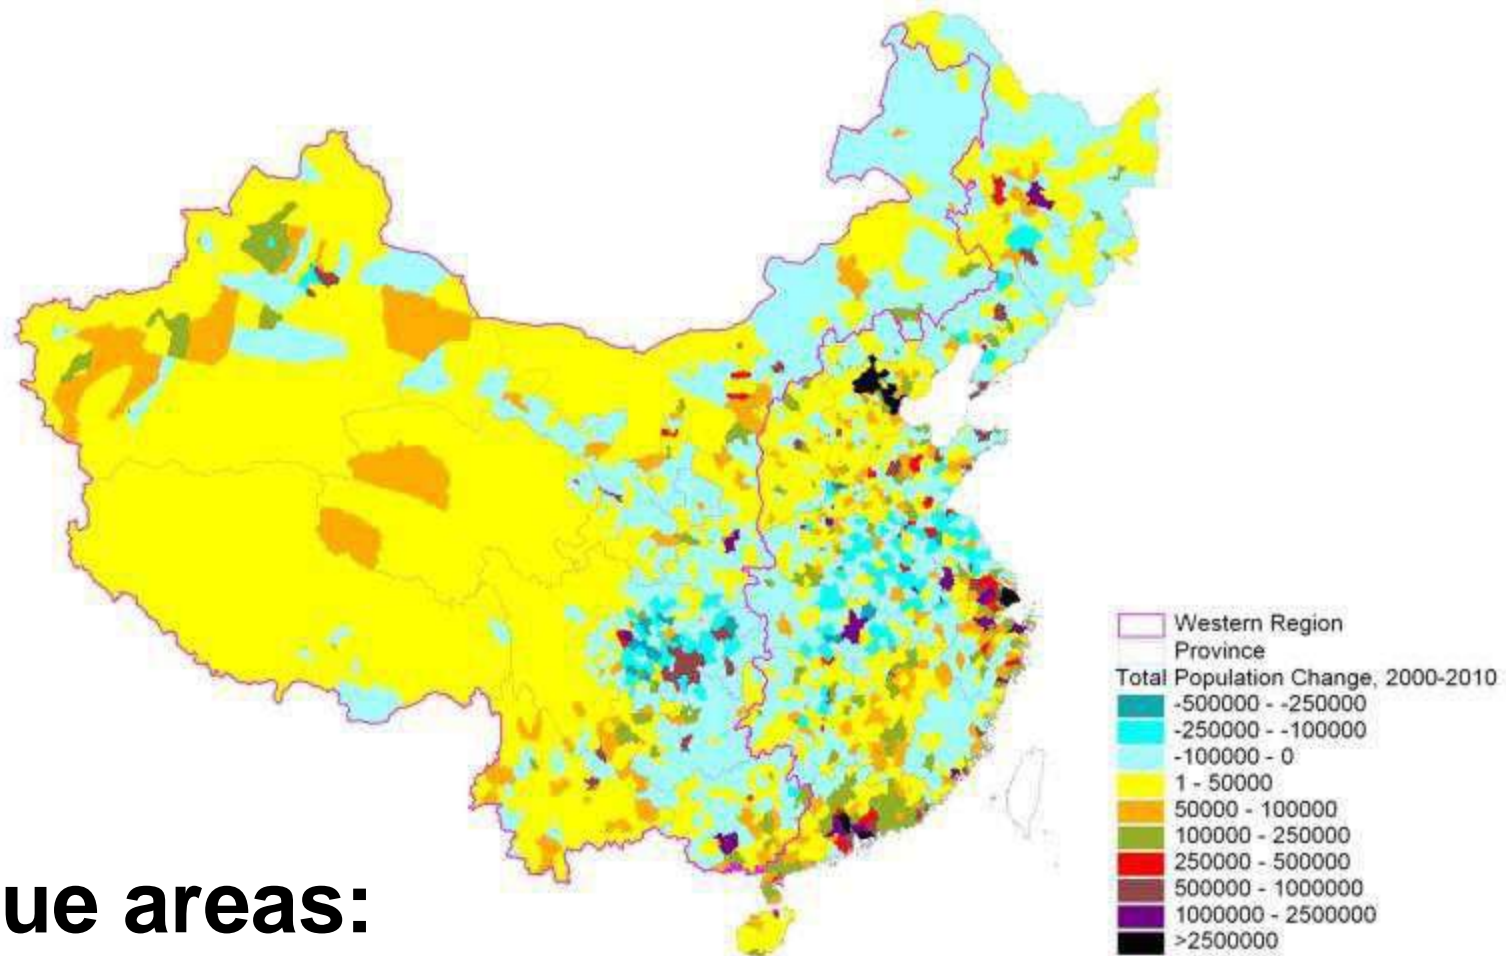 Western Region
Province
Total Population Change, 2000-2010
-500000 - -250000
-250000 - -100000
-100000 - 0
1 - 50000
50000 - 100000
100000 - 250000
250000 - 500000
500000 - 1000000
1000000 - 2500000
>2500000
ue areas: